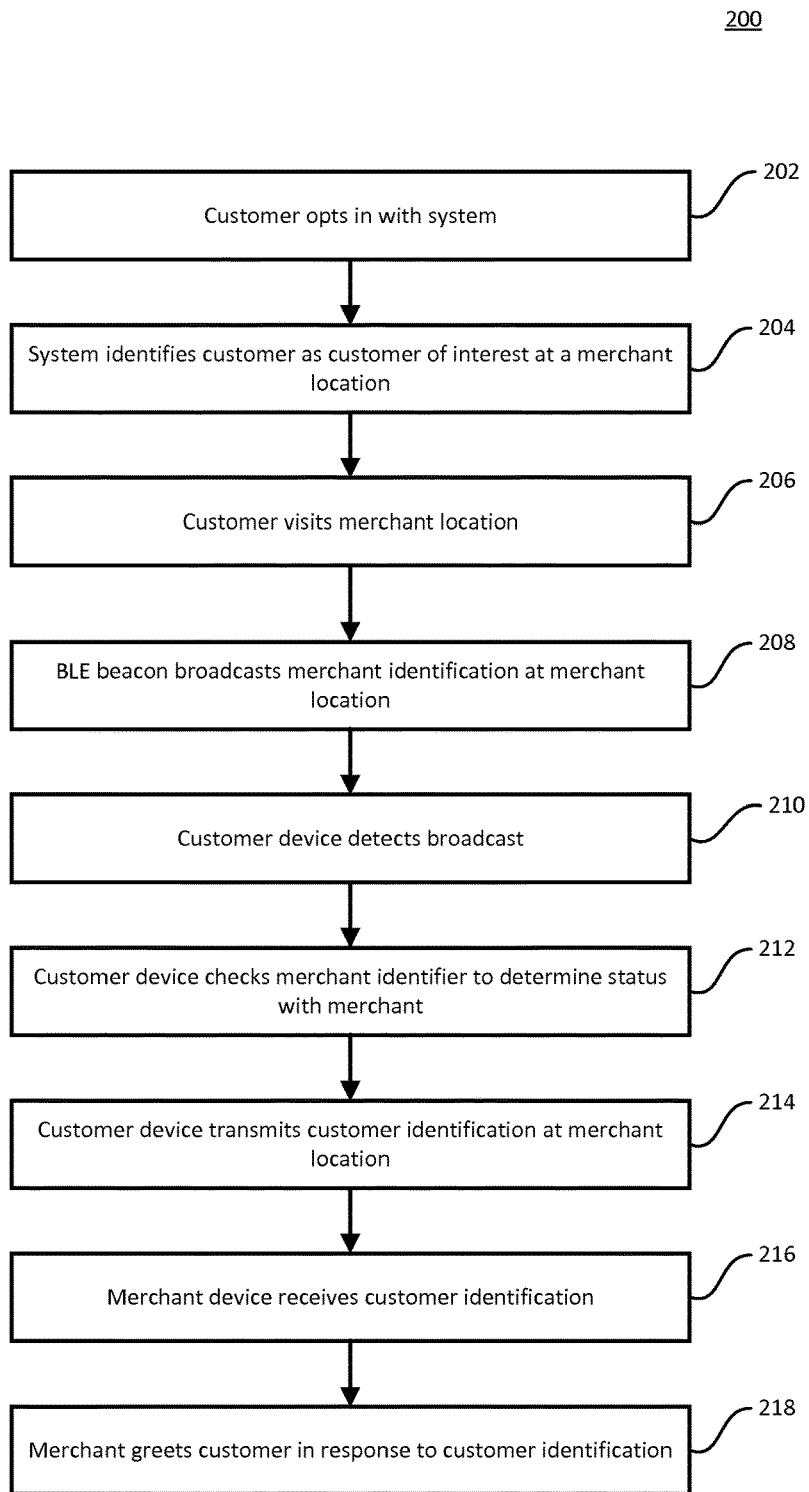 200
202
Customer opts in with system
204
System identifies customer as customer of interest at a merchant
location
206
Customer visits merchant location
208
BLE beacon broadcasts merchant identification at merchant
location
210
Customer device detects broadcast
212
Customer device checks merchant identifier to determine status
with merchant
214
Customer device transmits customer identification at merchant
location
216
Merchant device receives customer identification
218
Merchant greets customer in response to customer identification